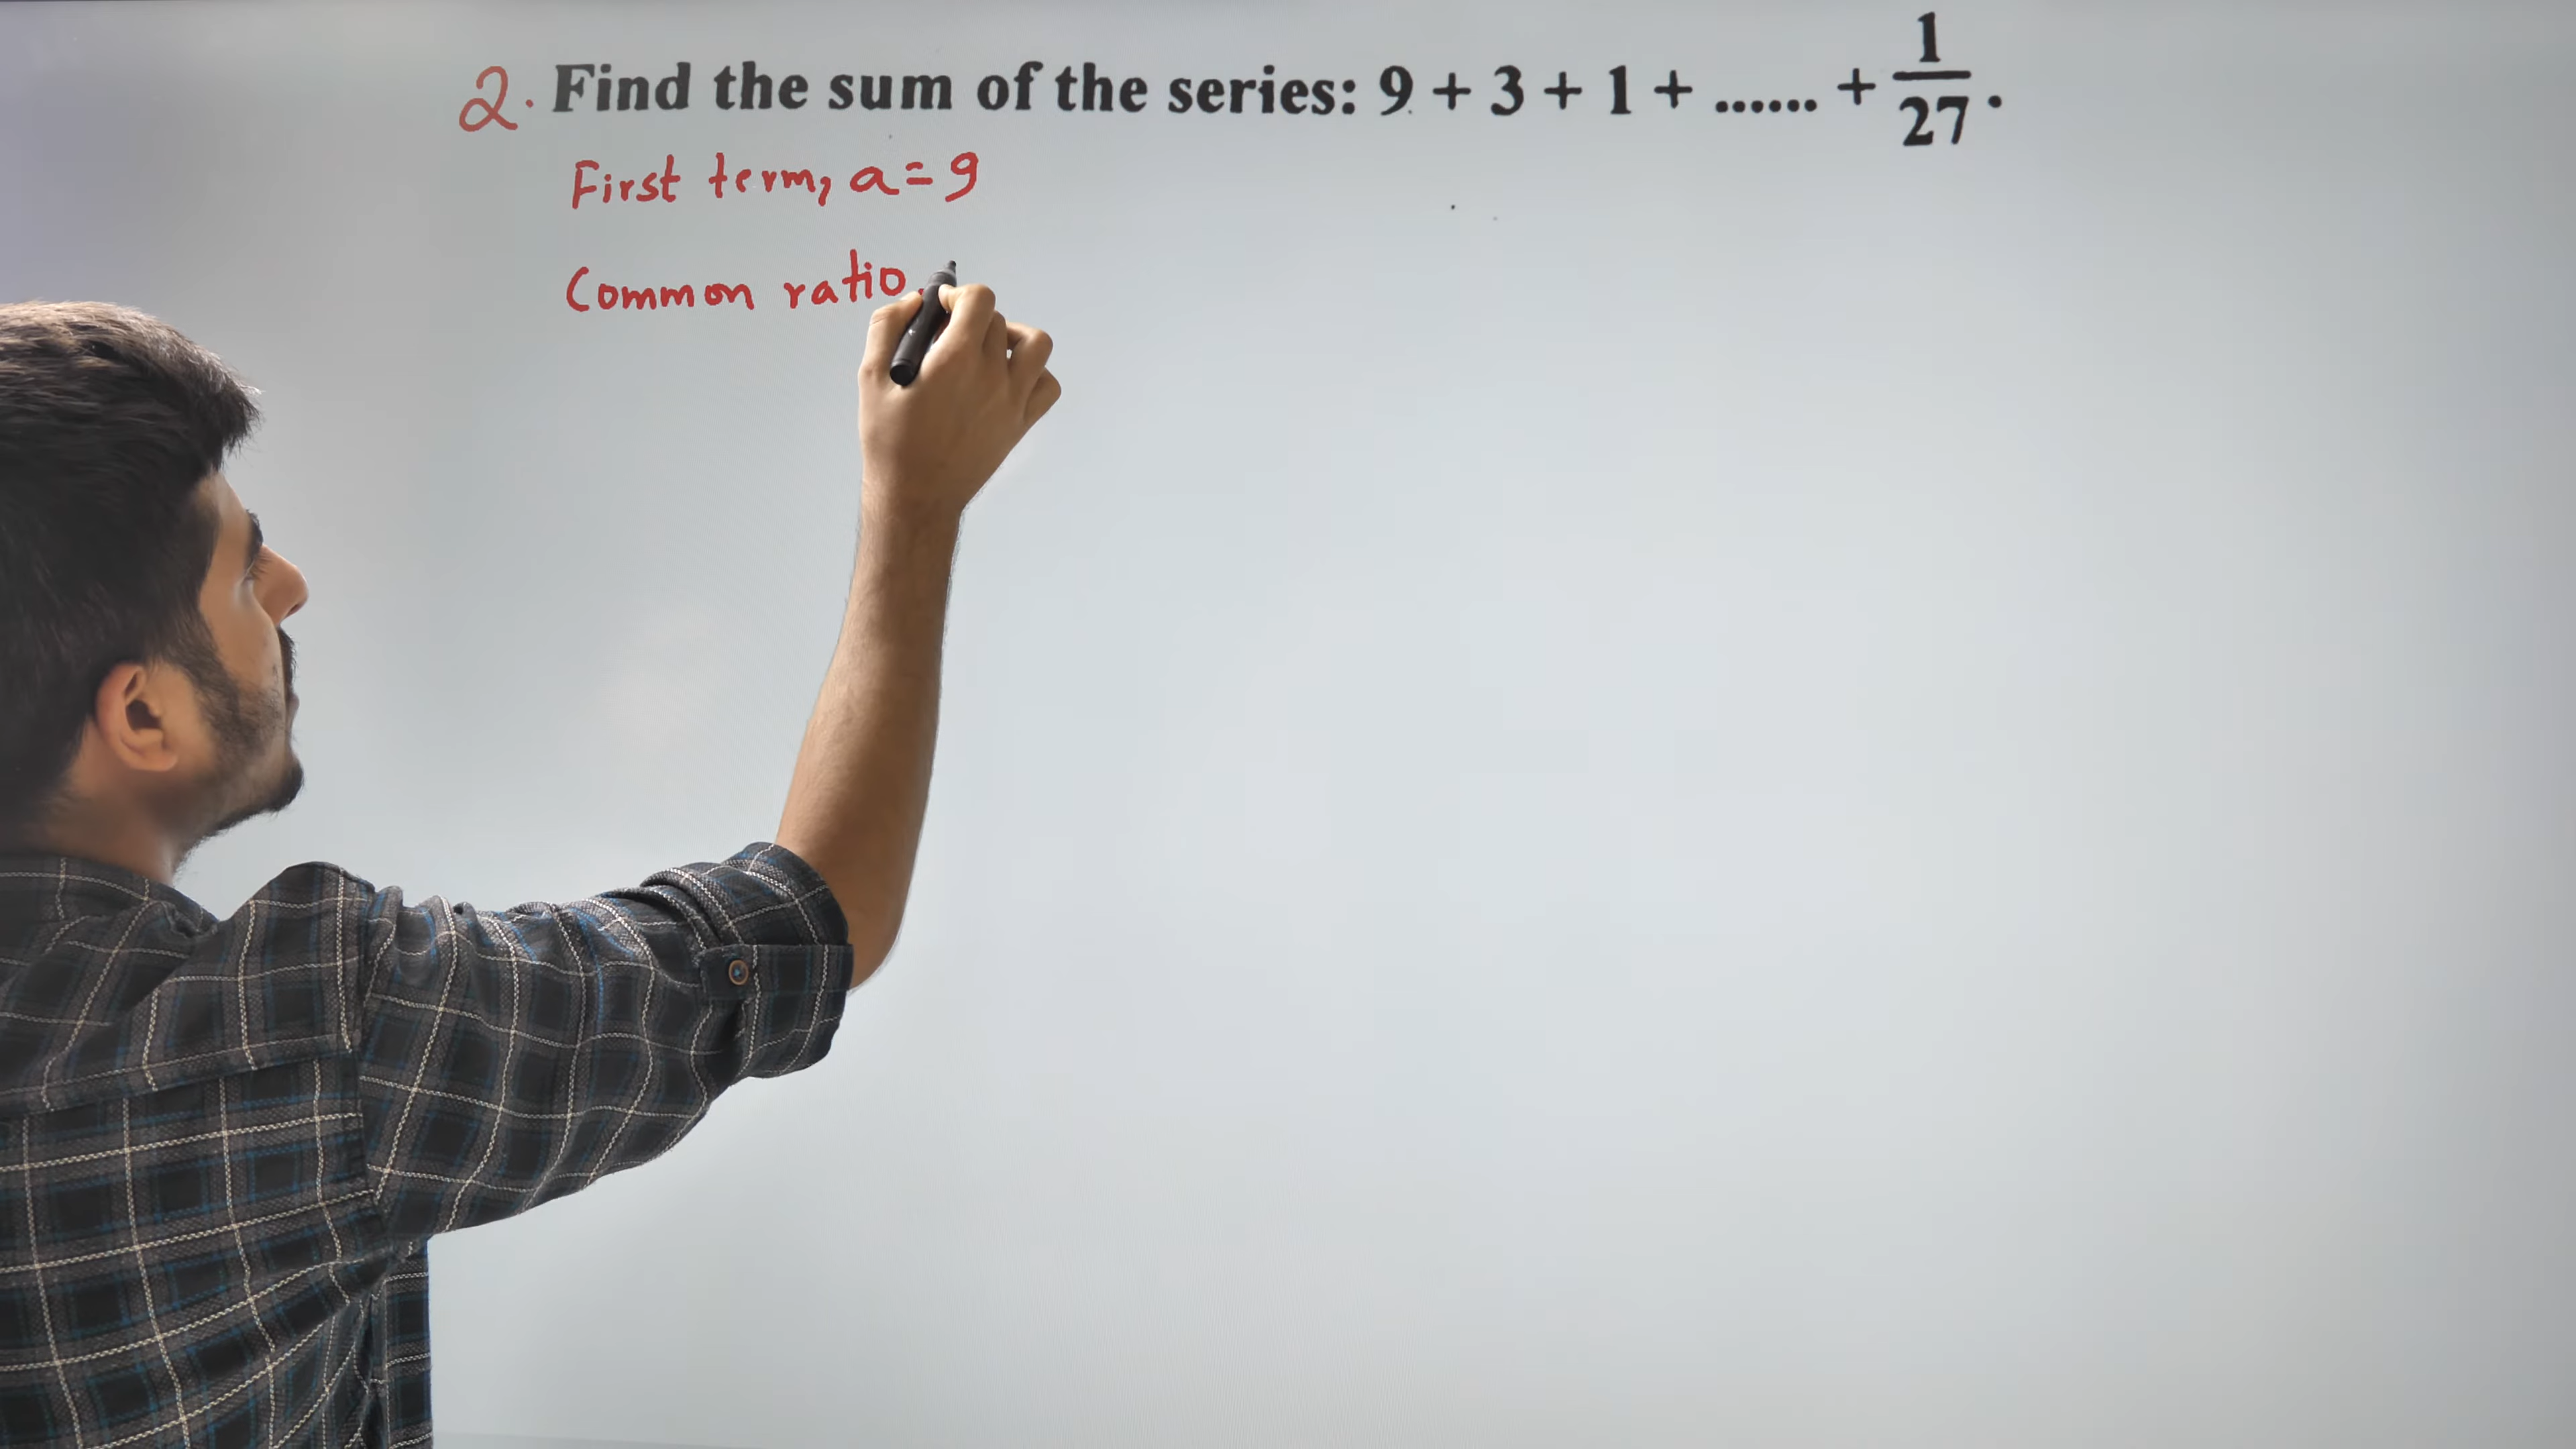 2. Find the sum of the series: 9 + 3 + 1 + ...... + 1/27.
First term, a = 9
Common ratio,